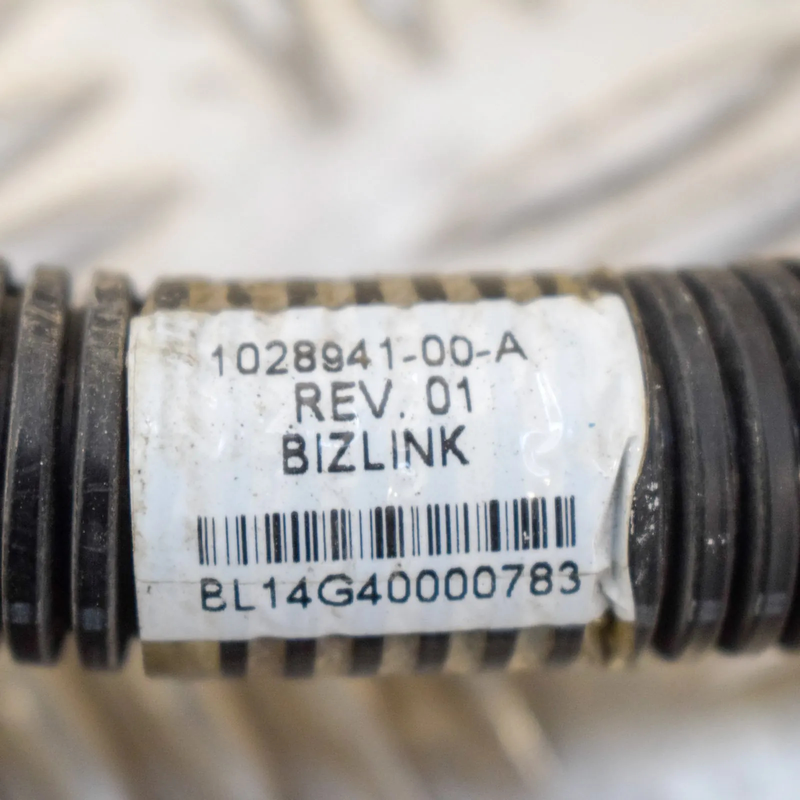 1028941-00-A
REV. 01
BIZLINK
BL14G40000783